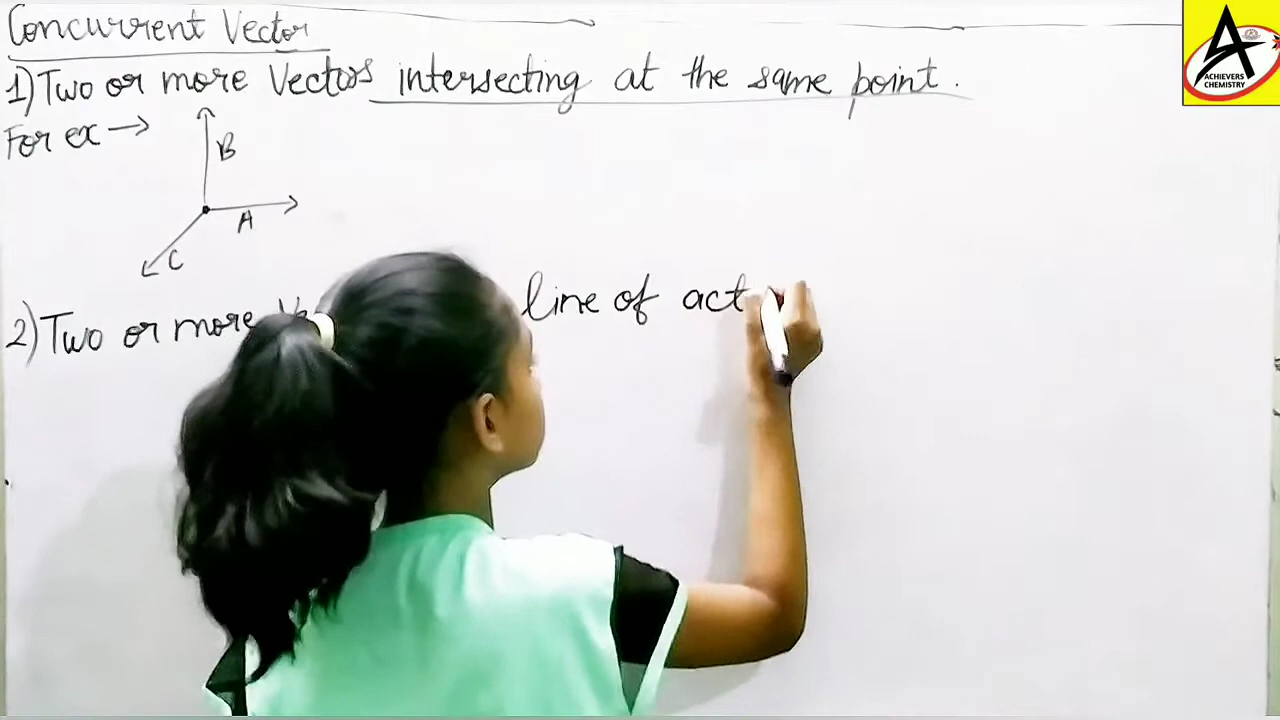 Concurrent Vector
1) Two or more Vectors intersecting at the same point.
For ex →
B
A
C
2) Two or more line of act
ACHIEVERS
CHEMISTRY